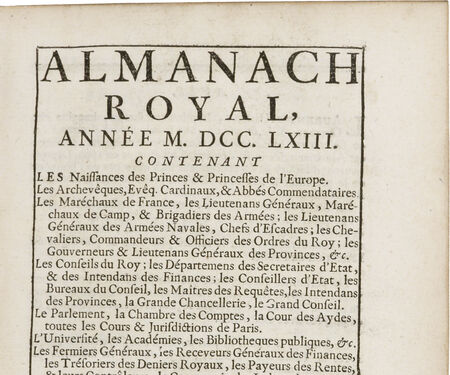 ALMANACH
ROYAL,
ANNÉE M. DCC. LXIII.
CONTENANT
LES Naiſſances des Princes & Princeſſes de l'Europe.
Les Archevêques, Evêq. Cardinaux, & Abbés Commendataires.
Les Maréchaux de France, les Lieutenans Généraux, Maré-
chaux de Camp, & Brigadiers des Armées; les Lieutenans
Généraux des Armées Navales, Chefs d'Eſcadres; les Che-
valiers, Commandeurs & Officiers des Ordres du Roy; les
Gouverneurs & Lieutenans Généraux des Provinces, &c.
Les Conſeils du Roy; les Départemens des Secretaires d'Etat,
& des Intendans des Finances; les Conſeillers d'Etat, les
Bureaux du Conſeil, les Maitres des Requêtes, les Intendans
des Provinces, la Grande Chancellerie, le Grand Conſeil.
Le Parlement, la Chambre des Comptes, la Cour des Aydes,
toutes les Cours & Juriſdictions de Paris.
L'Univerſité, les Académies, les Bibliotheques publiques, &c.
Les Fermiers Généraux, les Receveurs Généraux des Finances,
les Tréſoriers des Deniers Royaux, les Payeurs des Rentes,